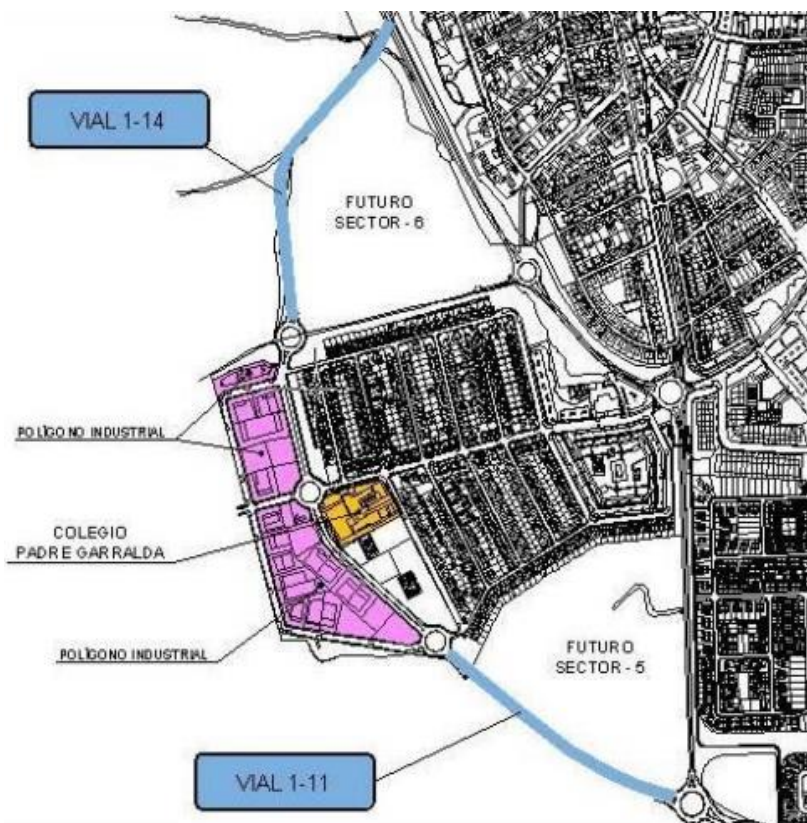 VIAL 1-14
FUTURO
SECTOR - 6
POLÍGONO INDUSTRIAL
COLEGIO
PADRE GARRALDA
POLÍGONO INDUSTRIAL
FUTURO
SECTOR - 5
VIAL 1-11